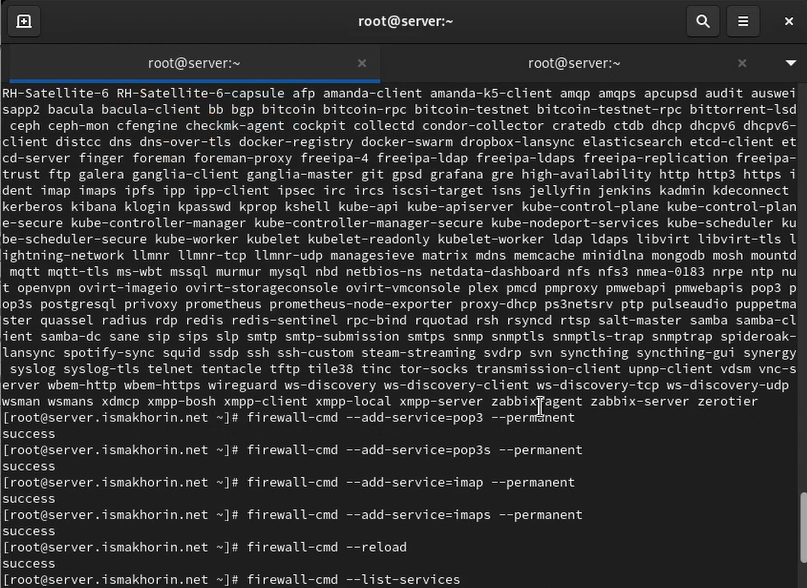 root@server:~
root@server:~
root@server:~
RH-Satellite-6 RH-Satellite-6-capsule afp amanda-client amanda-k5-client amqp amqps apcupsd audit auswei
sapp2 bacula bacula-client bb bgp bitcoin bitcoin-rpc bitcoin-testnet bitcoin-testnet-rpc bittorrent-lsd
ceph ceph-mon cfengine checkmk-agent cockpit collectd condor-collector cratedb ctdb dhcp dhcpv6 dhcpv6-
client distcc dns dns-over-tls docker-registry docker-swarm dropbox-lansync elasticsearch etcd-client et
cd-server finger foreman foreman-proxy freeipa-4 freeipa-ldap freeipa-ldaps freeipa-replication freeipa-
trust ftp galera ganglia-client ganglia-master git gpsd grafana gre high-availability http http3 https i
dent imap imaps ipfs ipp ipp-client ipsec irc ircs iscsi-target isns jellyfin jenkins kadmin kdeconnect
kerberos kibana klogin kpasswd kprop kshell kube-api kube-apiserver kube-control-plane kube-control-plan
e-secure kube-controller-manager kube-controller-manager-secure kube-nodeport-services kube-scheduler ku
be-scheduler-secure kube-worker kubelet kubelet-readonly kubelet-worker ldap ldaps libvirt libvirt-tls l
ightning-network llmnr llmnr-tcp llmnr-udp managesieve matrix mdns memcache minidlna mongodb mosh mountd
mqtt mqtt-tls ms-wbt mssql murmur mysql nbd netbios-ns netdata-dashboard nfs nfs3 nmea-0183 nrpe ntp nu
t openvpn ovirt-imageio ovirt-storageconsole ovirt-vmconsole plex pmcd pmproxy pmwebapi pmwebapis pop3 p
op3s postgresql privoxy prometheus prometheus-node-exporter proxy-dhcp ps3netsrv ptp pulseaudio puppetma
ster quassel radius rdp redis redis-sentinel rpc-bind rquotad rsh rsyncd rtsp salt-master samba samba-cl
ient samba-dc sane sip sips slp smtp smtp-submission smtps snmp snmptls snmptls-trap snmptrap spideroak-
lansync spotify-sync squid ssdp ssh ssh-custom steam-streaming svdrp svn syncthing syncthing-gui synergy
syslog syslog-tls telnet tentacle tftp tile38 tinc tor-socks transmission-client upnp-client vdsm vnc-s
erver wbem-http wbem-https wireguard ws-discovery ws-discovery-client ws-discovery-tcp ws-discovery-udp
wsman wsmans xdmcp xmpp-bosh xmpp-client xmpp-local xmpp-server zabbix-agent zabbix-server zerotier
[root@server.ismakhorin.net ~]# firewall-cmd --add-service=pop3 --permanent
success
[root@server.ismakhorin.net ~]# firewall-cmd --add-service=pop3s --permanent
success
[root@server.ismakhorin.net ~]# firewall-cmd --add-service=imap --permanent
success
[root@server.ismakhorin.net ~]# firewall-cmd --add-service=imaps --permanent
success
[root@server.ismakhorin.net ~]# firewall-cmd --reload
success
[root@server.ismakhorin.net ~]# firewall-cmd --list-services